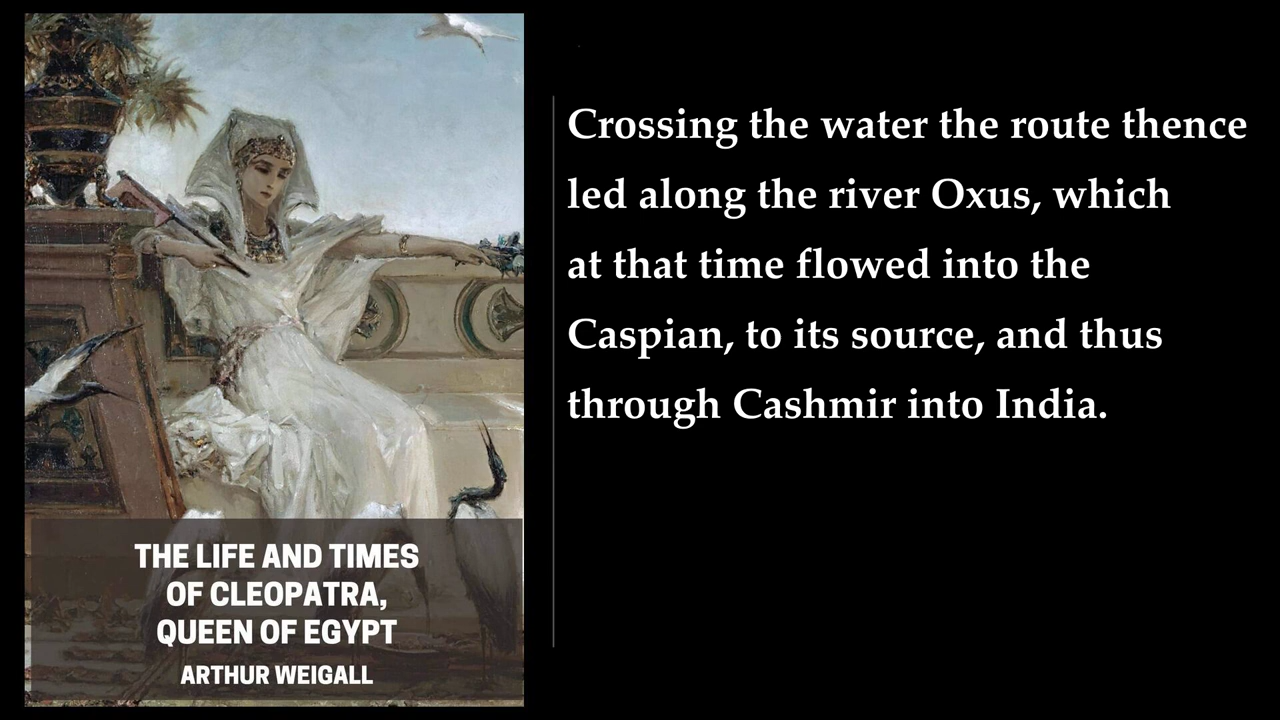 THE LIFE AND TIMES
OF CLEOPATRA,
QUEEN OF EGYPT
ARTHUR WEIGALL
Crossing the water the route thence
led along the river Oxus, which
at that time flowed into the
Caspian, to its source, and thus
through Cashmir into India.